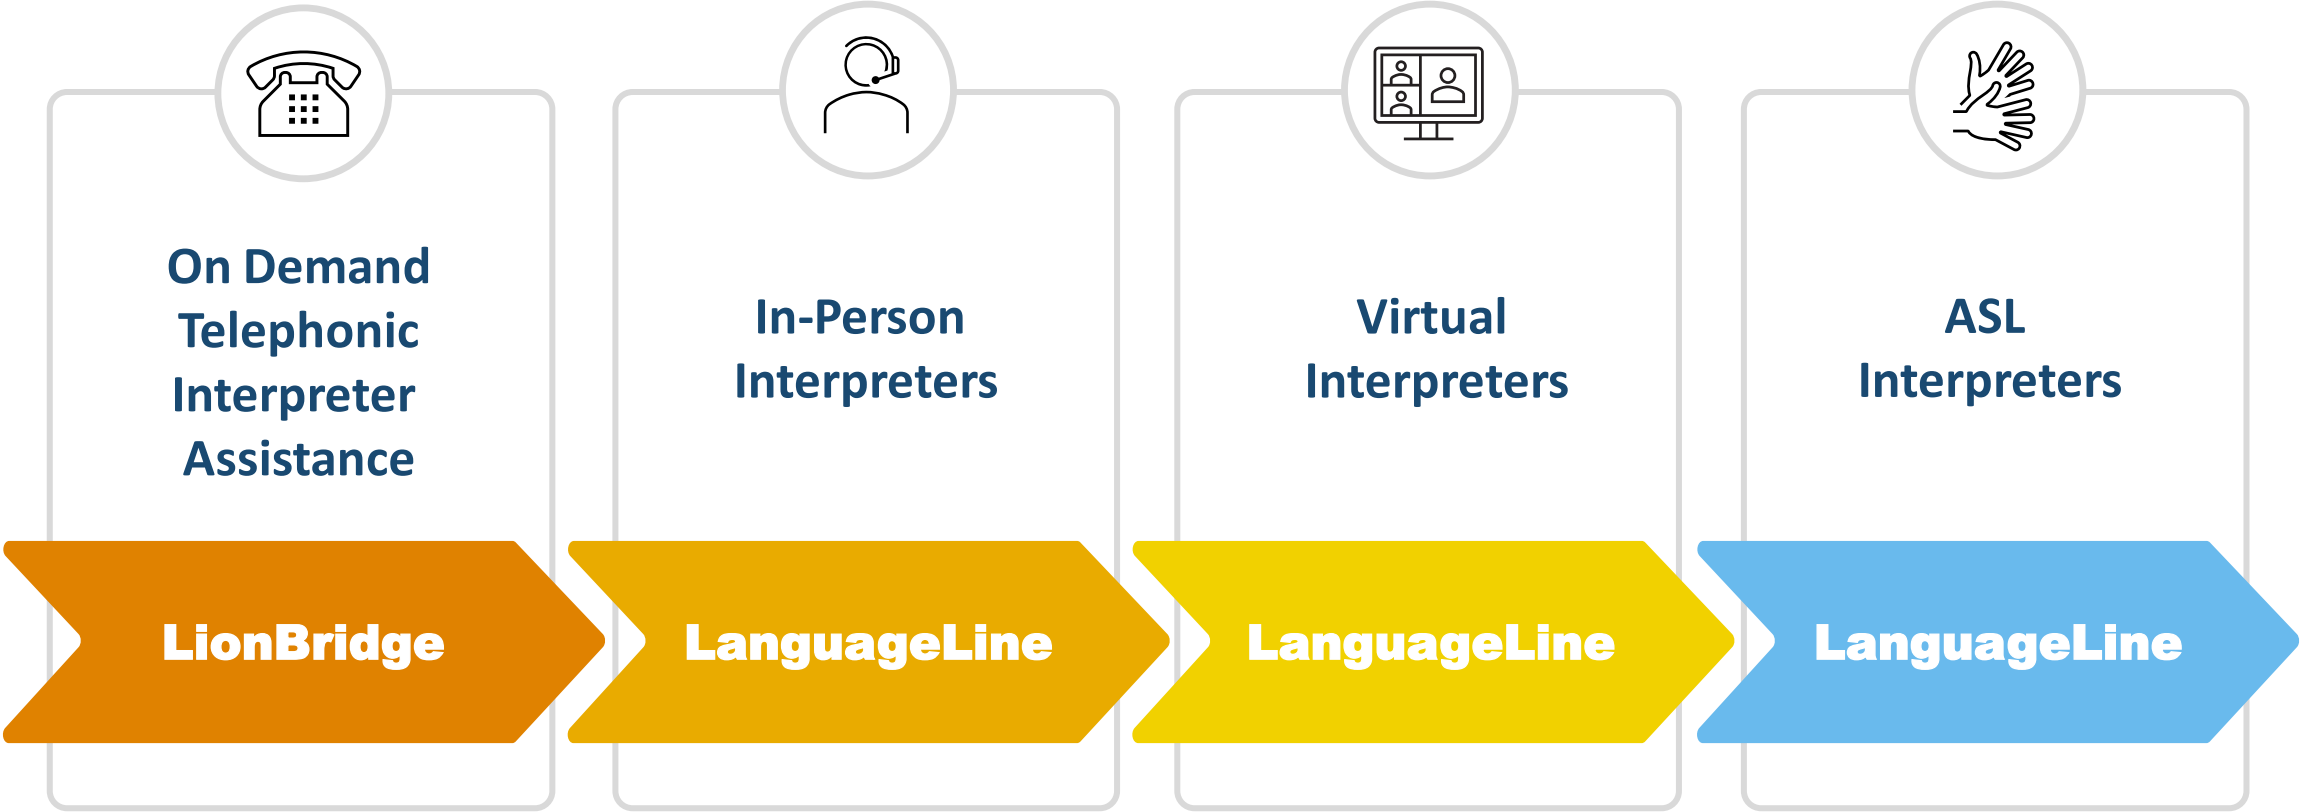 On Demand
Telephonic
Interpreter
Assistance
LionBridge
In-Person
Interpreters
LanguageLine
Virtual
Interpreters
LanguageLine
ASL
Interpreters
LanguageLine